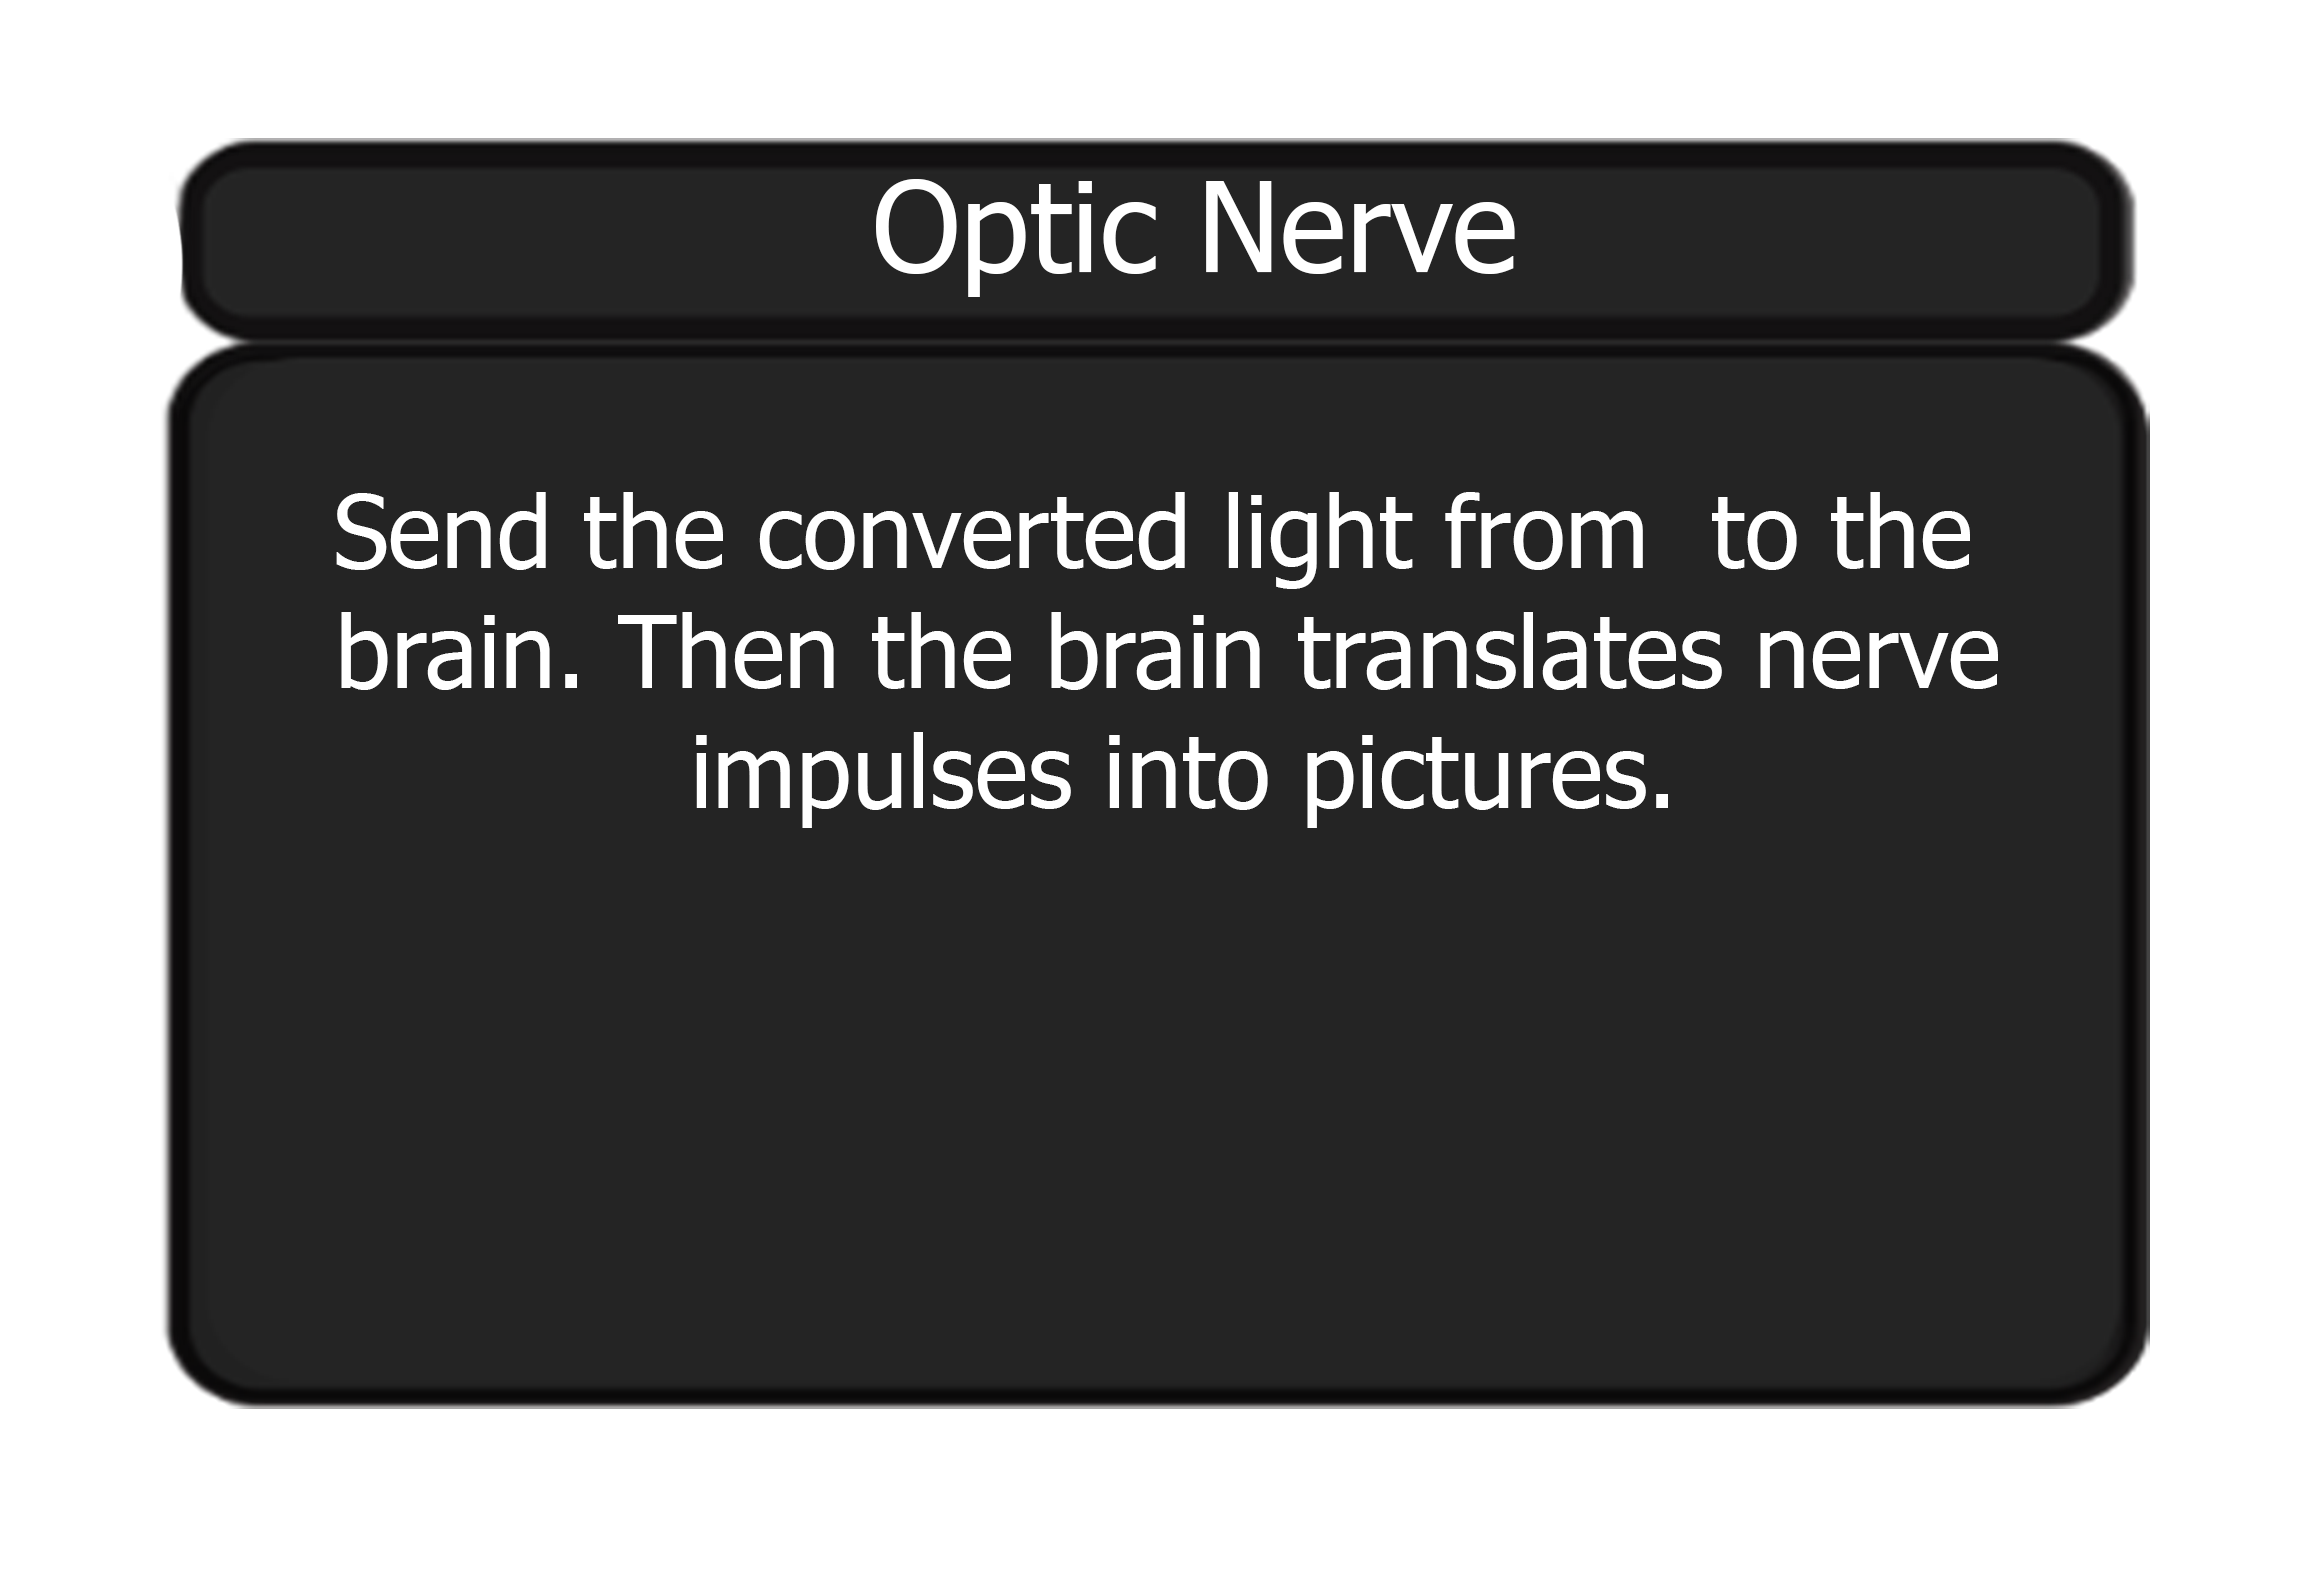 Optic Nerve
Send the converted light from  to the
brain. Then the brain translates nerve
impulses into pictures.